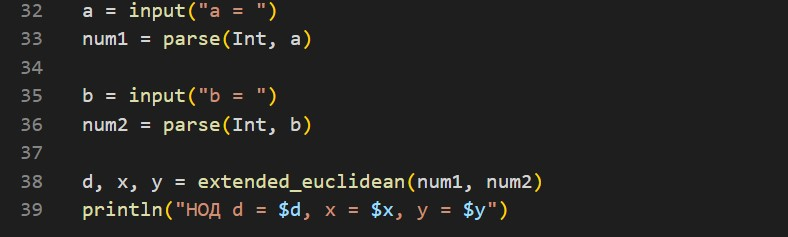 32 a = input("a = ")
33 num1 = parse(Int, a)
34
35 b = input("b = ")
36 num2 = parse(Int, b)
37
38 d, x, y = extended_euclidean(num1, num2)
39 println("НОД d = $d, x = $x, y = $y")